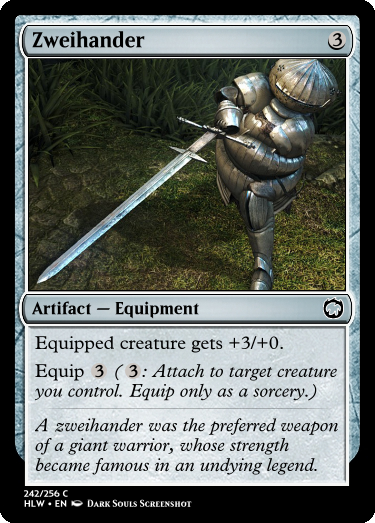 Zweihander 3
Artifact — Equipment
Equipped creature gets +3/+0.
Equip 3 ( 3 : Attach to target creature
you control. Equip only as a sorcery.)
A zweihander was the preferred weapon
of a giant warrior, whose strength
became famous in an undying legend.
242/256 C
HLW • EN Dark Souls Screenshot